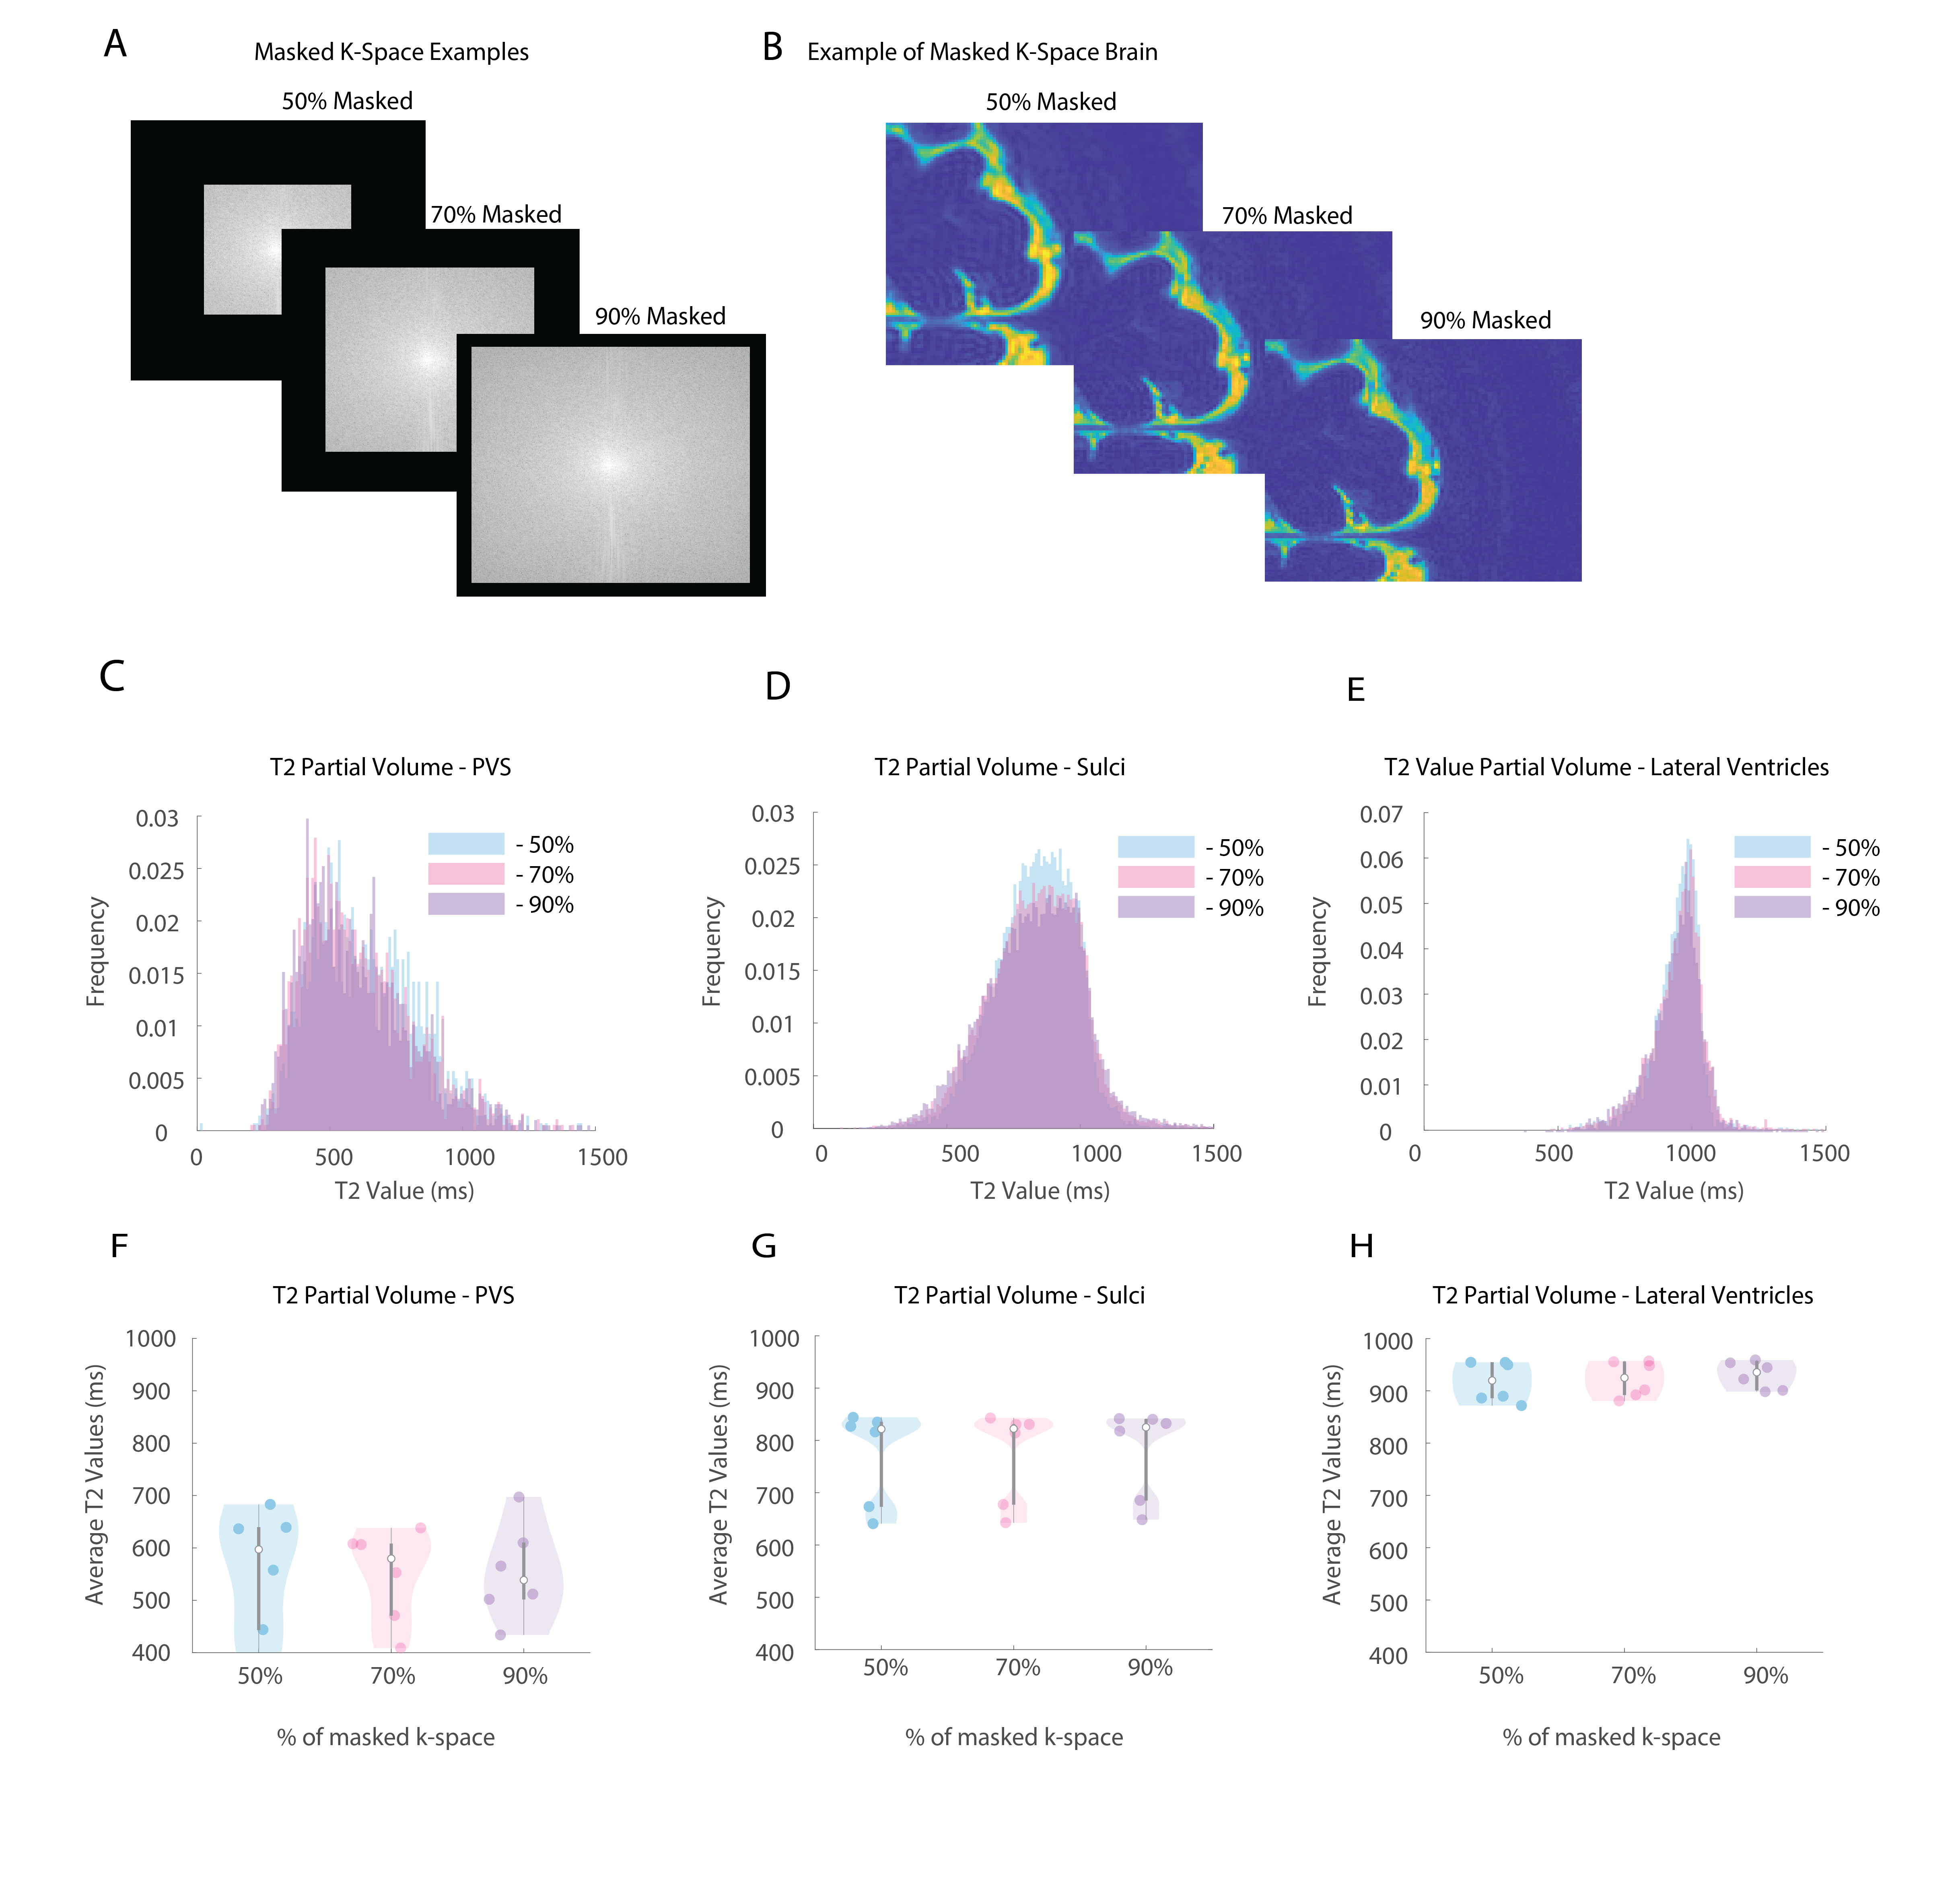 A
Masked K-Space Examples
50% Masked
70% Masked
90% Masked
B
Example of Masked K-Space Brain
50% Masked
70% Masked
90% Masked
C
T2 Partial Volume - PVS
0.03
0.025
0.02
0.015
0.01
0.005
0
Frequency
- 50%
- 70%
- 90%
0 500 1000 1500
T2 Value (ms)
D
T2 Partial Volume - Sulci
0.03
0.025
0.02
0.015
0.01
0.005
0
Frequency
- 50%
- 70%
- 90%
0 500 1000 1500
T2 Value (ms)
E
T2 Value Partial Volume - Lateral Ventricles
0.07
0.06
0.05
0.04
0.03
0.02
0.01
0
Frequency
- 50%
- 70%
- 90%
0 500 1000 1500
T2 Value (ms)
F
T2 Partial Volume - PVS
1000
900
800
700
600
500
400
Average T2 Values (ms)
50% 70% 90%
% of masked k-space
G
T2 Partial Volume - Sulci
1000
900
800
700
600
500
400
Average T2 Values (ms)
50% 70% 90%
% of masked k-space
H
T2 Partial Volume - Lateral Ventricles
1000
900
800
700
600
500
400
Average T2 Values (ms)
50% 70% 90%
% of masked k-space